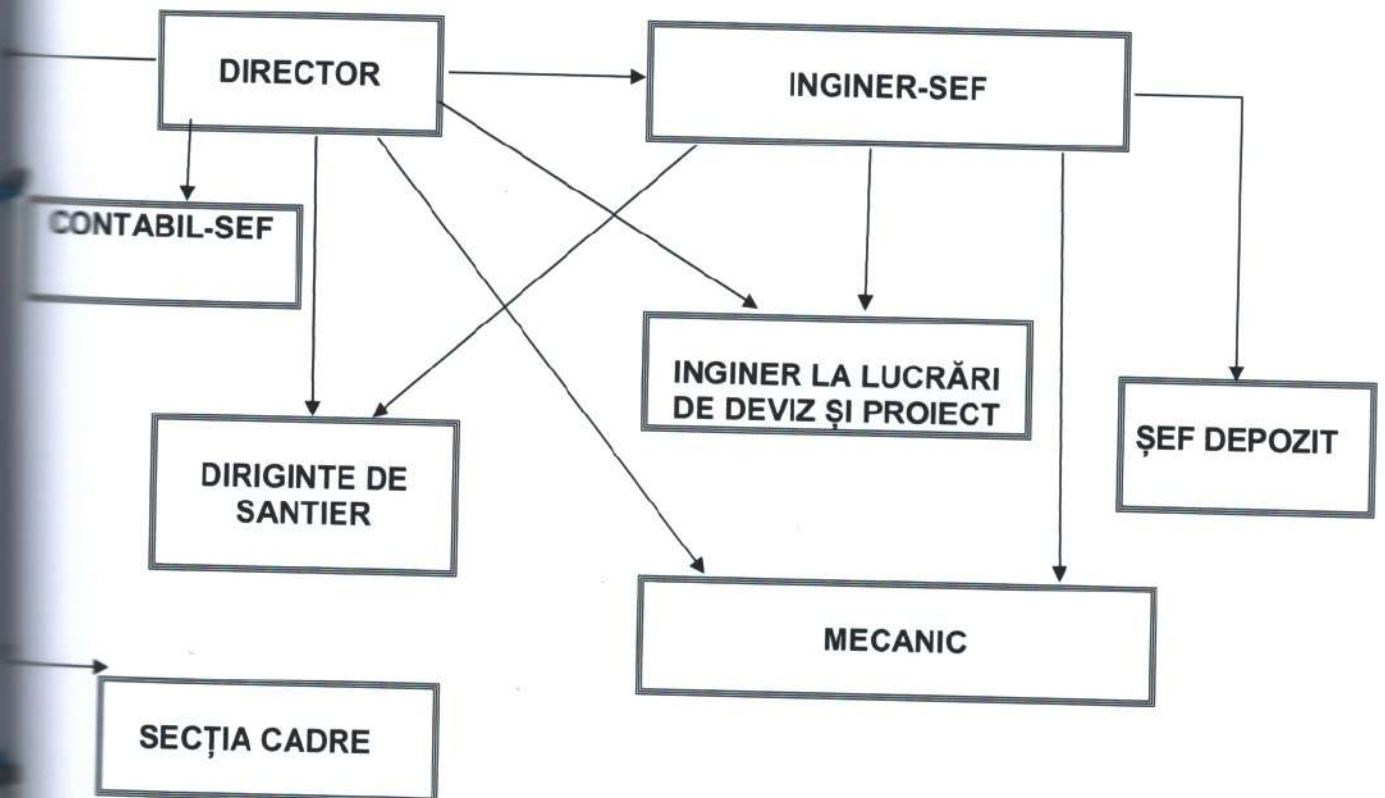 DIRECTOR
INGINER-SEF
CONTABIL-SEF
INGINER LA LUCRĂRI
DE DEVIZ ȘI PROIECT
ȘEF DEPOZIT
DIRIGINTE DE
SANTIER
MECANIC
SECȚIA CADRE